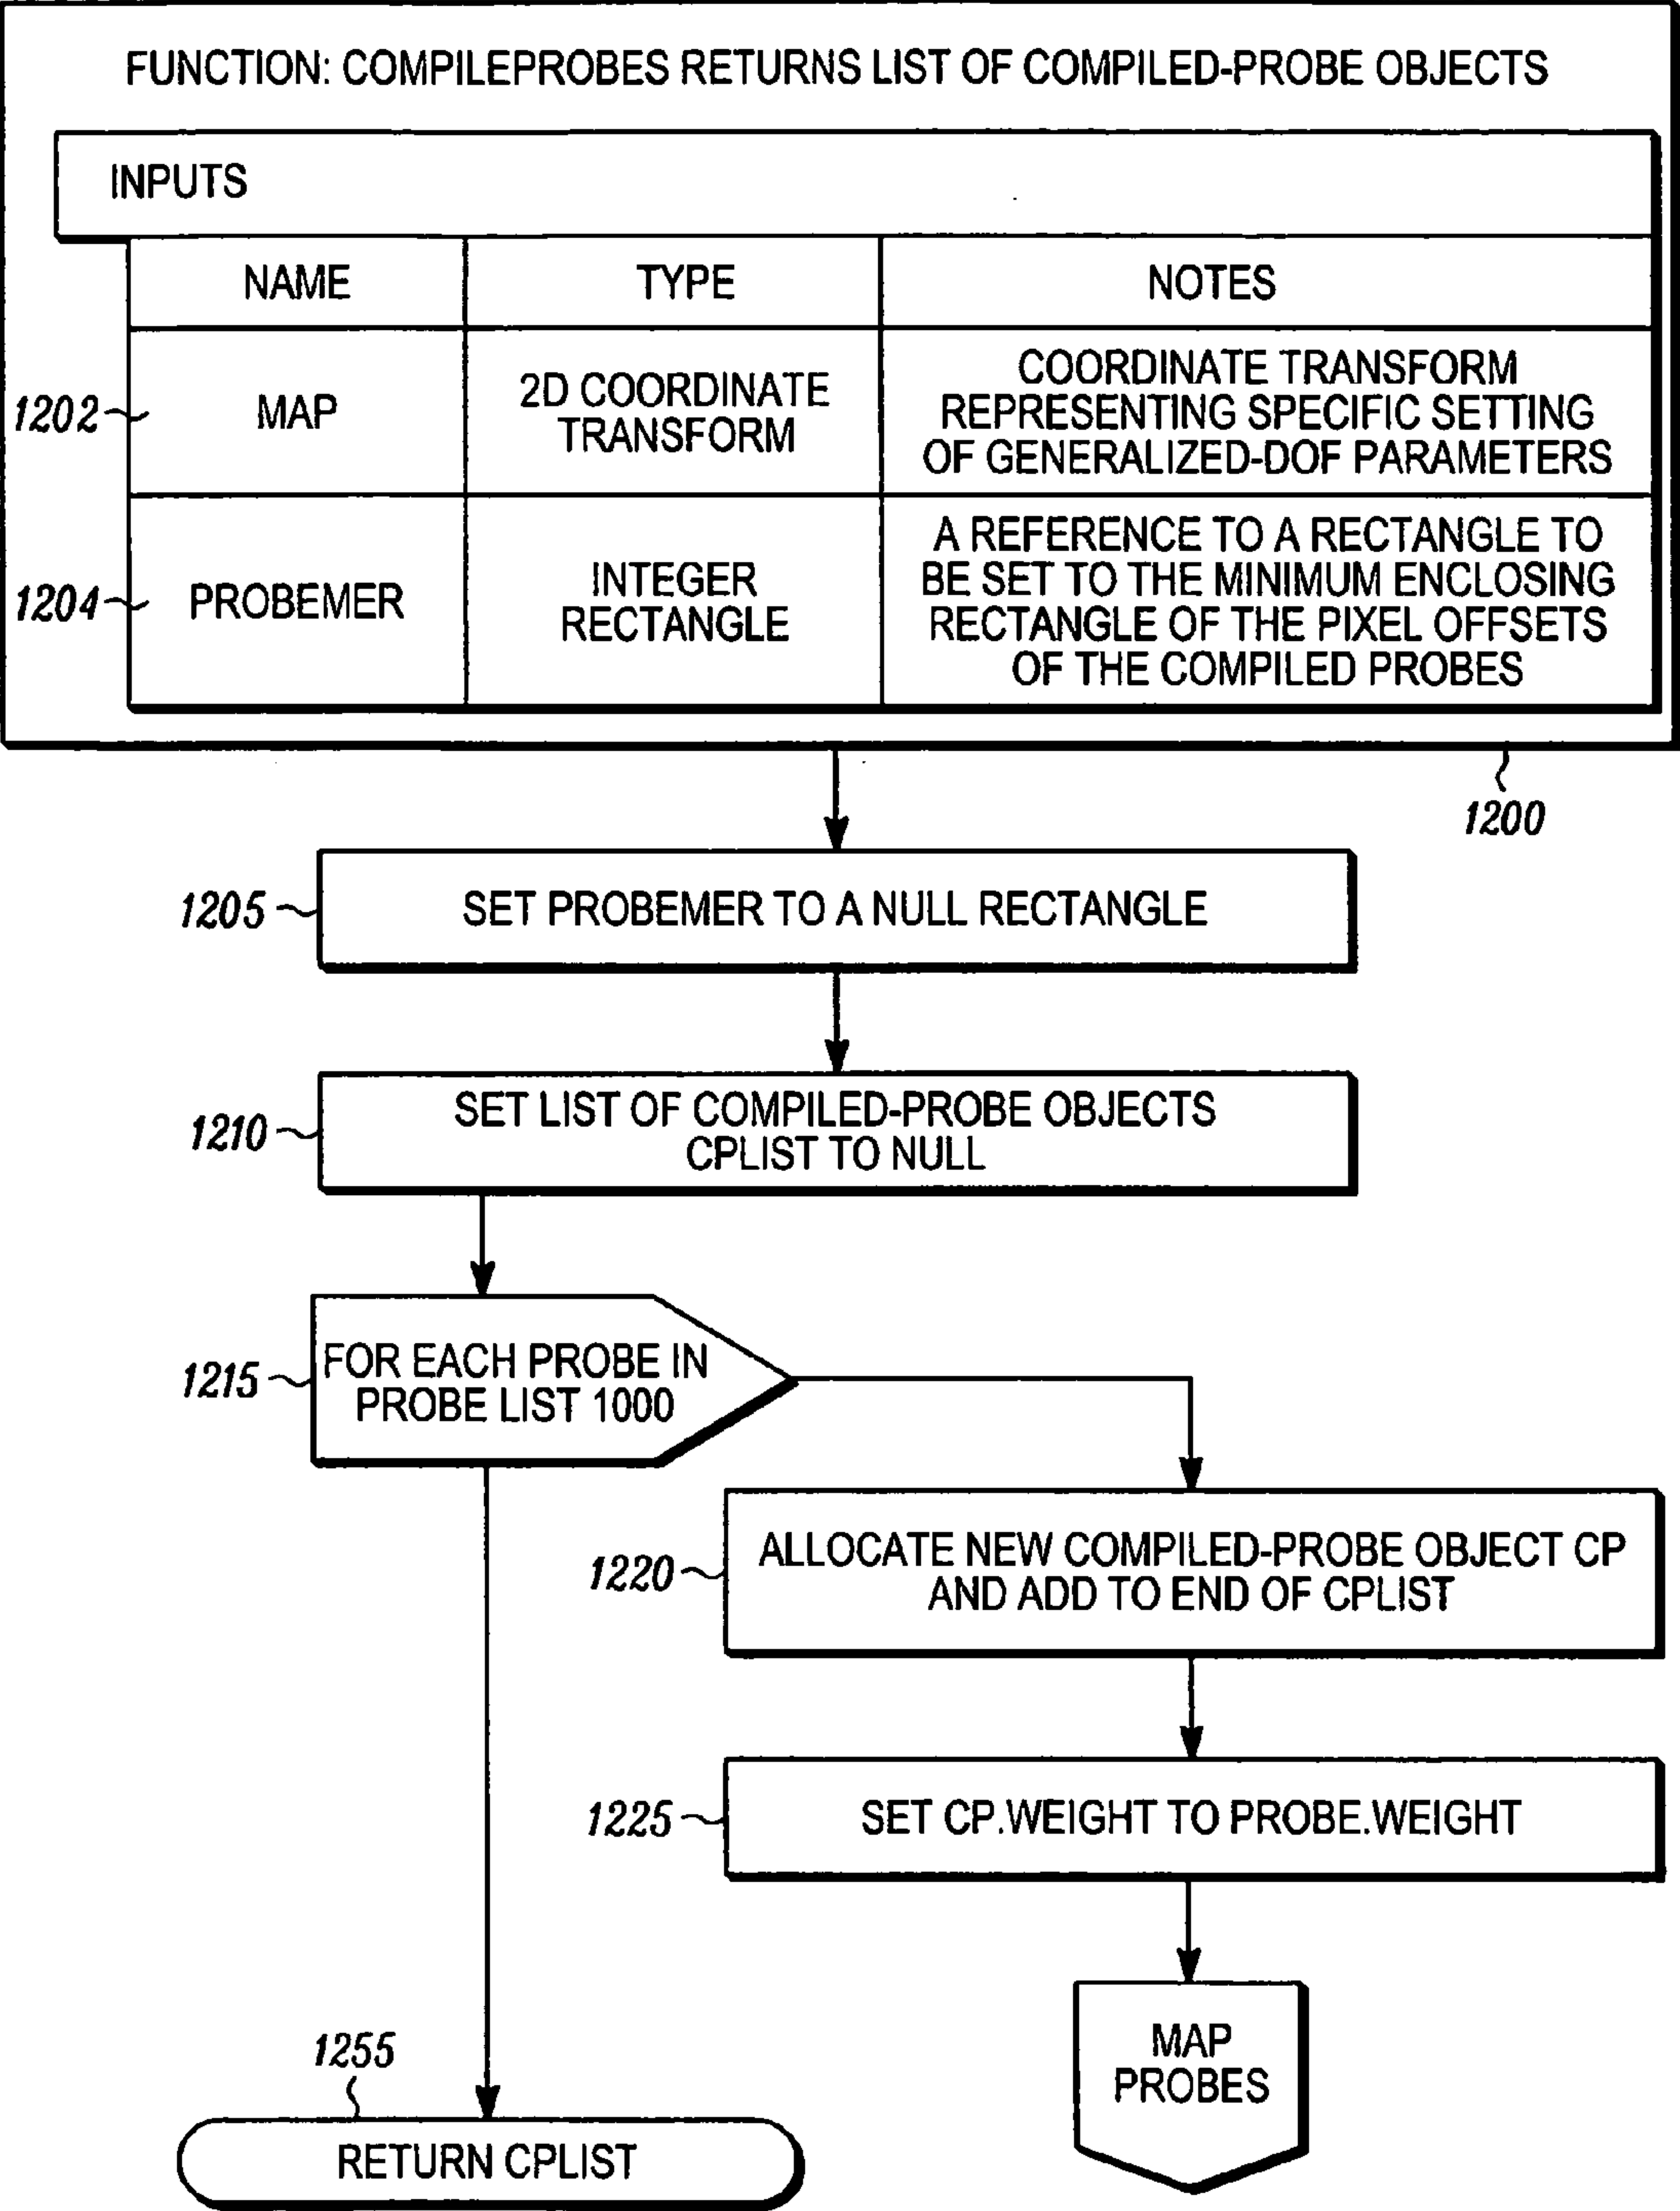 FUNCTION: COMPILEPROBES RETURNS LIST OF COMPILED-PROBE OBJECTS
INPUTS
NAME
TYPE
NOTES
1202
MAP
2D COORDINATE
TRANSFORM
COORDINATE TRANSFORM
REPRESENTING SPECIFIC SETTING
OF GENERALIZED-DOF PARAMETERS
1204
PROBEMER
INTEGER
RECTANGLE
A REFERENCE TO A RECTANGLE TO
BE SET TO THE MINIMUM ENCLOSING
RECTANGLE OF THE PIXEL OFFSETS
OF THE COMPILED PROBES
1200
1205
SET PROBEMER TO A NULL RECTANGLE
1210
SET LIST OF COMPILED-PROBE OBJECTS
CPLIST TO NULL
1215
FOR EACH PROBE IN
PROBE LIST 1000
1220
ALLOCATE NEW COMPILED-PROBE OBJECT CP
AND ADD TO END OF CPLIST
1225
SET CP.WEIGHT TO PROBE.WEIGHT
MAP
PROBES
1255
RETURN CPLIST